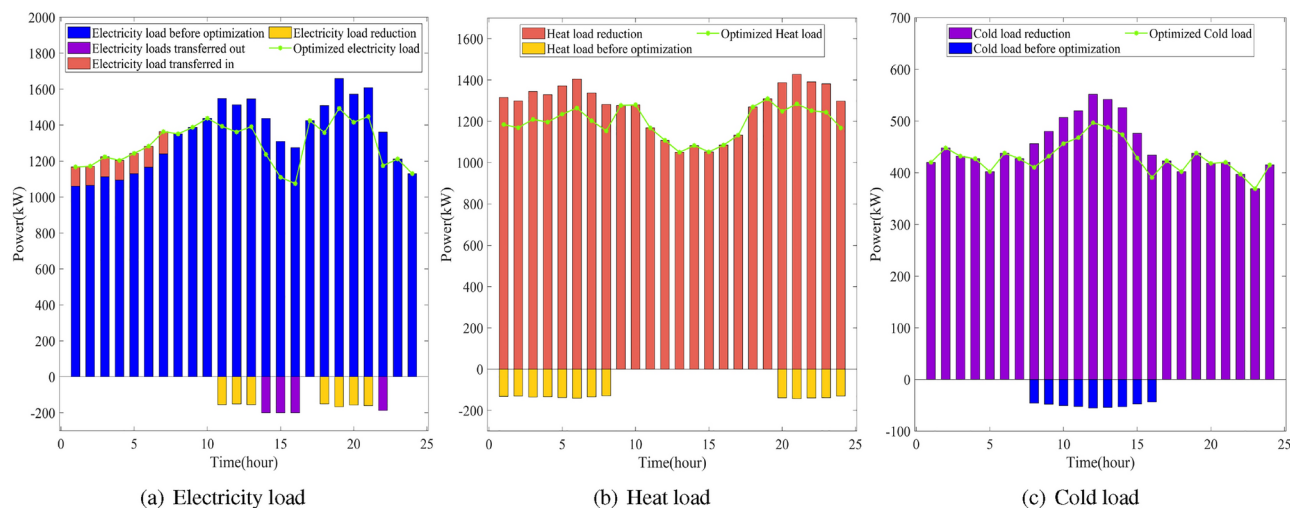 2000
1800
1600
1400
1200
1000
800
600
400
200
0
-200
Power(kW)
Electricity load before optimization
Electricity load reduction
Electricity loads transferred out
Optimized electricity load
Electricity load transferred in
0 5 10 15 20 25
Time(hour)
(a) Electricity load
1600
1400
1200
1000
800
600
400
200
0
-200
Power(kW)
Heat load reduction
Optimized Heat load
Heat load before optimization
0 5 10 15 20 25
Time(hour)
(b) Heat load
700
600
500
400
300
200
100
0
-100
Power(kW)
Cold load reduction
Optimized Cold load
Cold load before optimization
0 5 10 15 20 25
Time(hour)
(c) Cold load